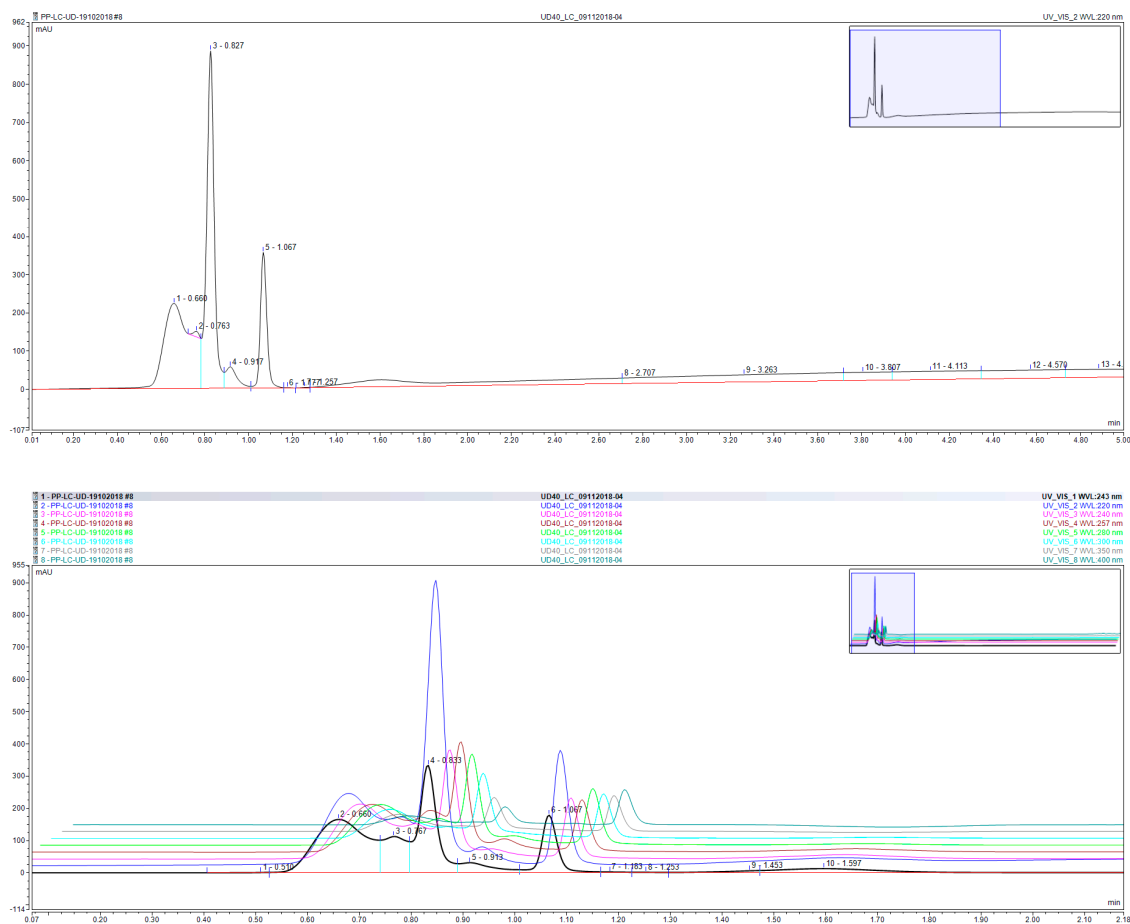 PP-LC-UD-19102018 #8 UD40_LC_09112018-04 UV_VIS_2 WVL:220 nm
962
mAU
900
800
700
600
500
400
300
200
100
0
-107
3 - 0.827
5 - 1.067
1 - 0.660
2 - 0.763
4 - 0.917
8 - 2.707
9 - 3.263
10 - 3.807
11 - 4.113
12 - 4.570
13 - 4.
min
0.01 0.20 0.40 0.60 0.80 1.00 1.20 1.40 1.60 1.80 2.00 2.20 2.40 2.60 2.80 3.00 3.20 3.40 3.60 3.80 4.00 4.20 4.40 4.60 4.80 5.00
1 - PP-LC-UD-19102018 #8 UD40_LC_09112018-04 UV_VIS_1 WVL:243 nm
2 - PP-LC-UD-19102018 #8 UD40_LC_09112018-04 UV_VIS_2 WVL:220 nm
3 - PP-LC-UD-19102018 #8 UD40_LC_09112018-04 UV_VIS_3 WVL:240 nm
4 - PP-LC-UD-19102018 #8 UD40_LC_09112018-04 UV_VIS_4 WVL:257 nm
5 - PP-LC-UD-19102018 #8 UD40_LC_09112018-04 UV_VIS_5 WVL:280 nm
6 - PP-LC-UD-19102018 #8 UD40_LC_09112018-04 UV_VIS_6 WVL:300 nm
7 - PP-LC-UD-19102018 #8 UD40_LC_09112018-04 UV_VIS_7 WVL:350 nm
8 - PP-LC-UD-19102018 #8 UD40_LC_09112018-04 UV_VIS_8 WVL:400 nm
955
mAU
900
800
700
600
500
400
300
200
100
0
-114
4 - 0.833
6 - 1.067
2 - 0.660
3 - 0.767
5 - 0.913
1 - 0.510
7 - 1.183
8 - 1.253
9 - 1.453
10 - 1.597
min
0.07 0.20 0.30 0.40 0.50 0.60 0.70 0.80 0.90 1.00 1.10 1.20 1.30 1.40 1.50 1.60 1.70 1.80 1.90 2.00 2.18